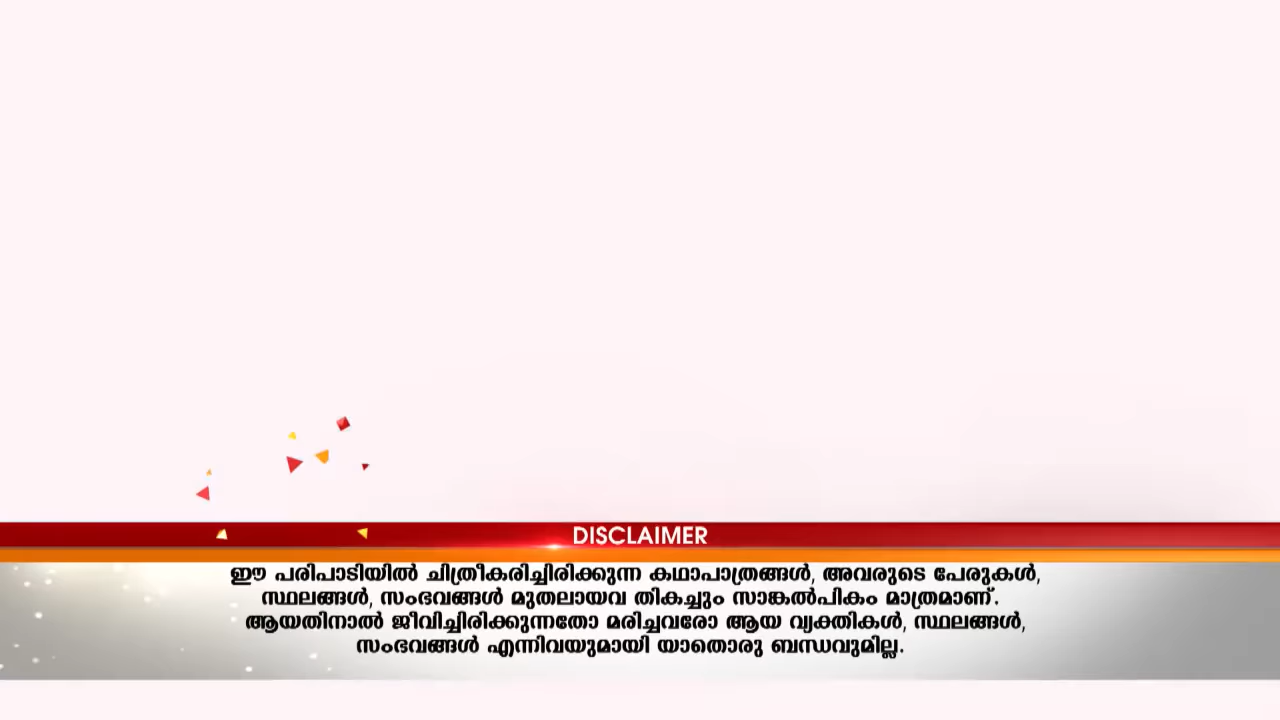 DISCLAIMER
ഈ പരിപാടിയിൽ ചിത്രീകരിച്ചിരിക്കുന്ന കഥാപാത്രങ്ങൾ, അവരുടെ പേരുകൾ,
സ്ഥലങ്ങൾ, സംഭവങ്ങൾ മുതലായവ തികച്ചും സാങ്കൽപികം മാത്രമാണ്.
ആയതിനാൽ ജീവിച്ചിരിക്കുന്നതോ മരിച്ചവരോ ആയ വ്യക്തികൾ, സ്ഥലങ്ങൾ,
സംഭവങ്ങൾ എന്നിവയുമായി യാതൊരു ബന്ധവുമില്ല.